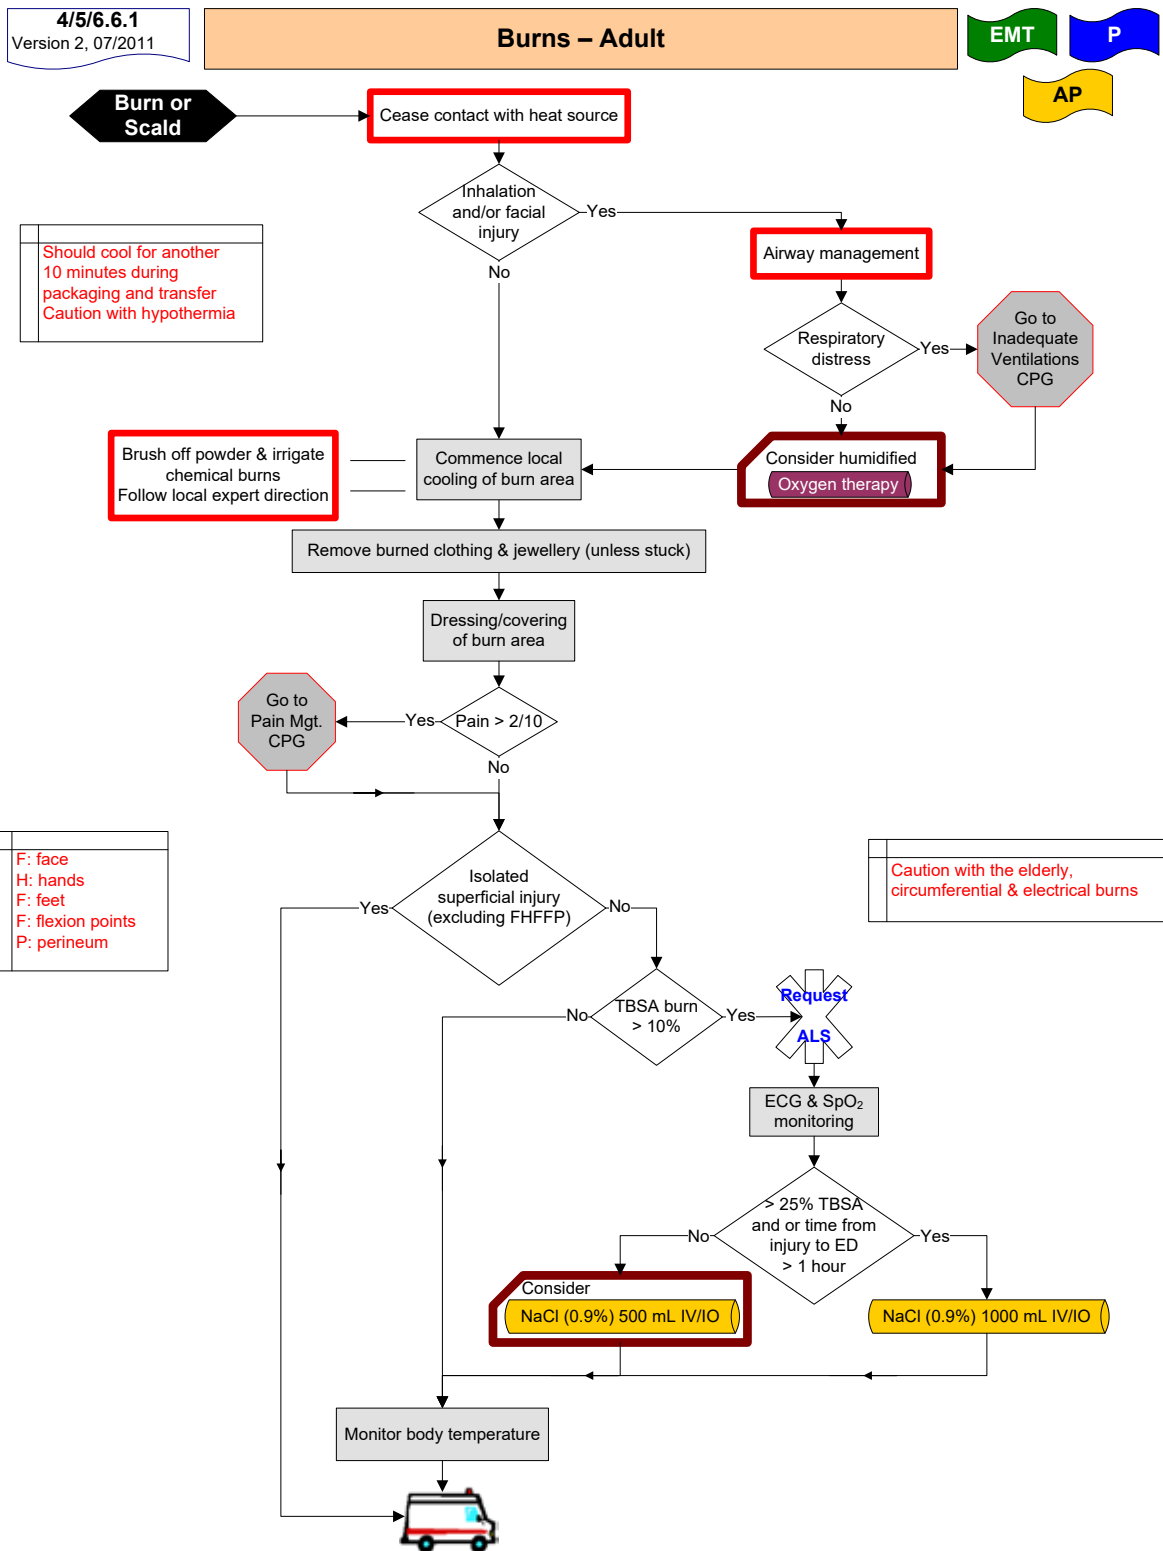 4/5/6.6.1
Version 2, 07/2011
Burns – Adult
EMT
P
AP
Burn or
Scald
Cease contact with heat source
Inhalation
and/or facial
injury
Yes
No
Should cool for another
10 minutes during
packaging and transfer
Caution with hypothermia
Airway management
Respiratory
distress
Yes
No
Go to
Inadequate
Ventilations
CPG
Brush off powder & irrigate
chemical burns
Follow local expert direction
Commence local
cooling of burn area
Consider humidified
Oxygen therapy
Remove burned clothing & jewellery (unless stuck)
Dressing/covering
of burn area
Go to
Pain Mgt.
CPG
Yes
Pain > 2/10
No
F: face
H: hands
F: feet
F: flexion points
P: perineum
Isolated
superficial injury
(excluding FHFFP)
Yes
No
Caution with the elderly,
circumferential & electrical burns
TBSA burn
> 10%
No
Yes
Request
ALS
ECG & SpO₂
monitoring
> 25% TBSA
and or time from
injury to ED
> 1 hour
No
Yes
Consider
NaCl (0.9%) 500 mL IV/IO
NaCl (0.9%) 1000 mL IV/IO
Monitor body temperature